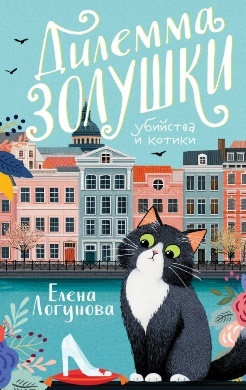 Дилемма
ЗОЛУШКИ
убийства
и котики
Елена
Логунова